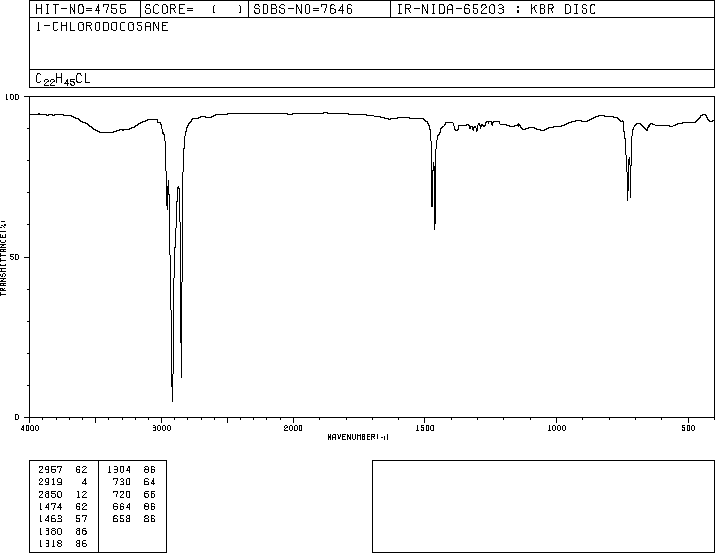 HIT-NO=4755 SCORE= ( ) SDBS-NO=7646 IR-NIDA-65203 : KBR DISC
1-CHLORODOCOSANE
C22H45CL
100
50
0
TRANSMITTANCE(%)
4000 3000 2000 1500 1000 500
WAVENUMBER(-1)
2957 62 1304 86
2919 4 730 64
2850 12 720 66
1474 62 664 86
1463 57 658 86
1380 86
1318 86